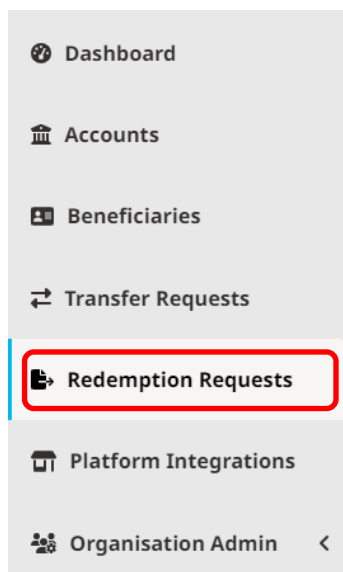 Dashboard
Accounts
Beneficiaries
Transfer Requests
Redemption Requests
Platform Integrations
Organisation Admin